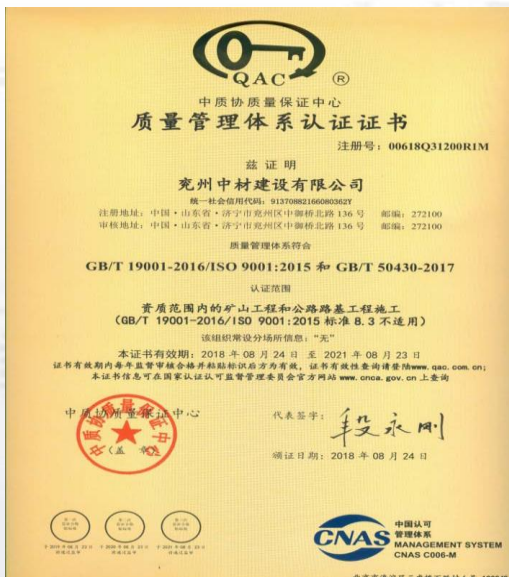 QAC ®
中质协质量保证中心
质量管理体系认证证书
注册号：00618Q31200R1M
兹证明
兖州中材建设有限公司
统一社会信用代码：91370882166080362Y
注册地址：中国·山东省·济宁市兖州区中御桥北路 136 号 邮编：272100
审核地址：中国·山东省·济宁市兖州区中御桥北路 136 号 邮编：272100
质量管理体系符合
GB/T 19001-2016/ISO 9001:2015 和 GB/T 50430-2017
认证范围
资质范围内的矿山工程和公路路基工程施工
(GB/T 19001-2016/ISO 9001:2015 标准 8.3 不适用)
该组织常设分场所信息：“无”
本证书有效期：2018 年 08 月 24 日 至 2021 年 08 月 23 日
证书有效期内每年监督审核合格并粘贴标识后方为有效，证书有效性查询请登陆www.qac.com.cn;
本证书信息可在国家认证认可监督管理委员会官方网站 www.cnca.gov.cn 上查询
中质协质量保证中心
中质协质量保证中心
(盖 章)
代表签字：
段永刚
颁证日期：2018 年 08 月 24 日
中国认可
管理体系
MANAGEMENT SYSTEM
CNAS C006-M
CNAS